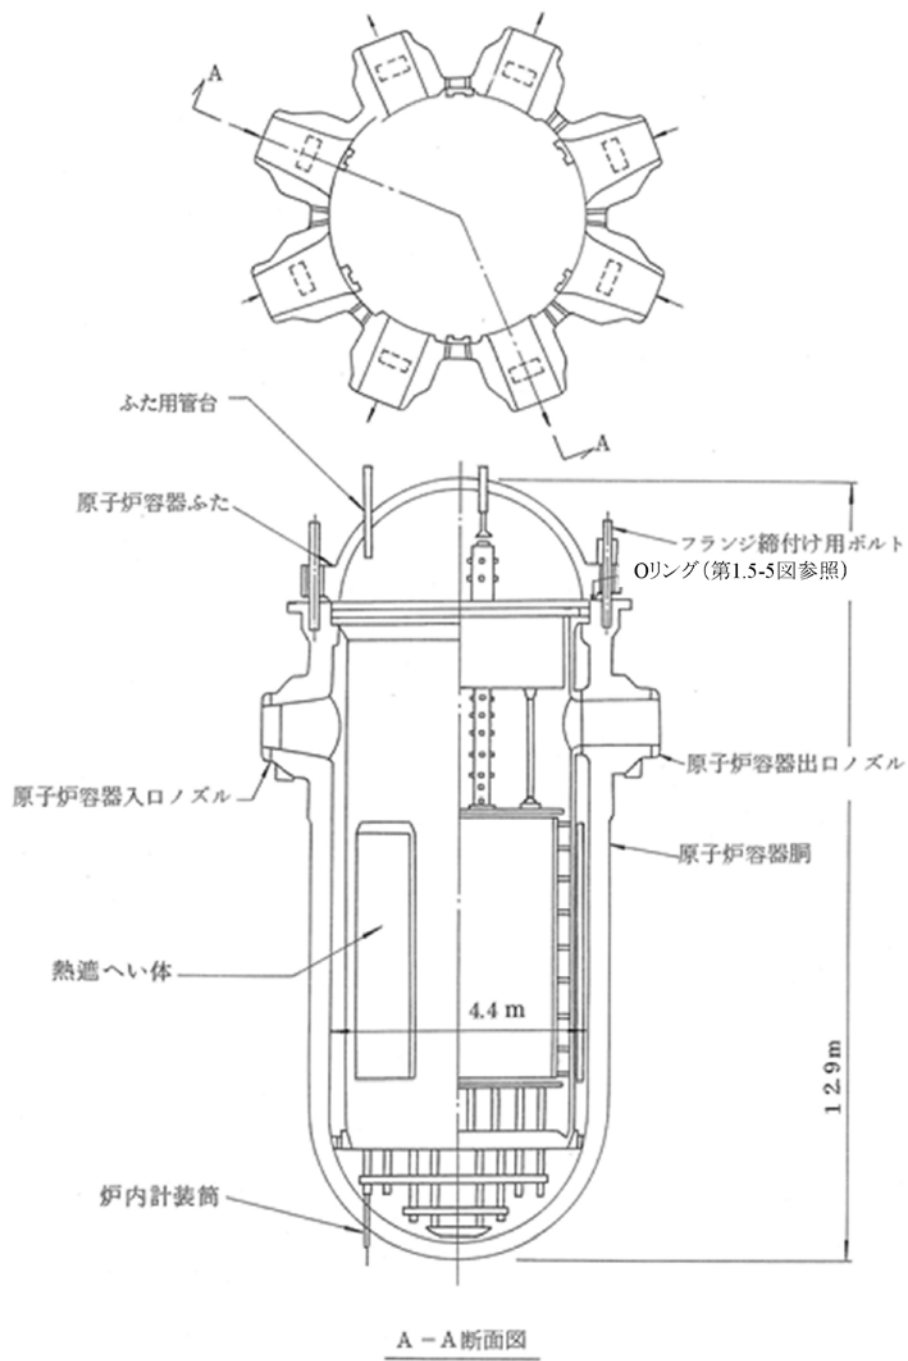 A
A
ふた用管台
原子炉容器ふた
フランジ締付け用ボルト
Oリング(第1.5-5図参照)
原子炉容器出口ノズル
原子炉容器入口ノズル
原子炉容器胴
熱遮へい体
4.4 m
12.9m
炉内計装筒
A-A断面図